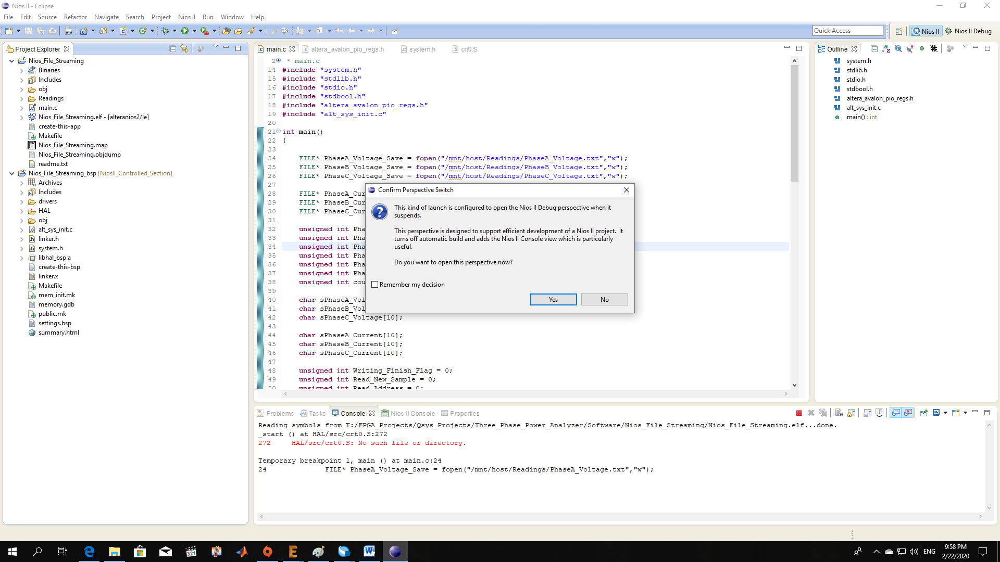 Nios II - Eclipse
File Edit Source Refactor Navigate Search Project Nios II Run Window Help
Quick Access
Nios II
Nios II Debug
Project Explorer
Nios_File_Streaming
Binaries
Includes
obj
Readings
main.c
Nios_File_Streaming.elf - [alteranios2/le]
create-this-app
Makefile
Nios_File_Streaming.map
Nios_File_Streaming.objdump
readme.txt
Nios_File_Streaming_bsp [NiosII_Controlled_Section]
Archives
Includes
drivers
HAL
obj
alt_sys_init.c
linker.h
system.h
libhal_bsp.a
create-this-bsp
linker.x
Makefile
mem_init.mk
memory.gdb
public.mk
settings.bsp
summary.html
main.c altera_avalon_pio_regs.h system.h crt0.S
2 * main.c
14 #include "system.h"
15 #include "stdlib.h"
16 #include "stdio.h"
17 #include "stdbool.h"
18 #include "altera_avalon_pio_regs.h"
19 #include "alt_sys_init.c"
20
21 int main()
22 {
23
24 FILE* PhaseA_Voltage_Save = fopen("/mnt/host/Readings/PhaseA_Voltage.txt","w");
25 FILE* PhaseB_Voltage_Save = fopen("/mnt/host/Readings/PhaseB_Voltage.txt","w");
26 FILE* PhaseC_Voltage_Save = fopen("/mnt/host/Readings/PhaseC_Voltage.txt","w");
27
28 FILE* PhaseA_Cur
29 FILE* PhaseB_Cur
30 FILE* PhaseC_Cur
31
32 unsigned int Pha
33 unsigned int Pha
34 unsigned int Pha
35 unsigned int Pha
36 unsigned int Pha
37 unsigned int Pha
38 unsigned int cou
39
40 char sPhaseA_Vol
41 char sPhaseB_Vol
42 char sPhaseC_Voltage[10];
43
44 char sPhaseA_Current[10];
45 char sPhaseB_Current[10];
46 char sPhaseC_Current[10];
47
48 unsigned int Writing_Finish_Flag = 0;
49 unsigned int Read_New_Sample = 0;
50 unsigned int Read_Address = 0;
Confirm Perspective Switch
This kind of launch is configured to open the Nios II Debug perspective when it
suspends.
This perspective is designed to support efficient development of a Nios II project. It
turns off automatic build and adds the Nios II Console view which is particularly
useful.
Do you want to open this perspective now?
Remember my decision
Yes
No
Outline
system.h
stdlib.h
stdio.h
stdbool.h
altera_avalon_pio_regs.h
alt_sys_init.c
main() : int
Problems Tasks Console Nios II Console Properties
Reading symbols from T:/FPGA_Projects/Qsys_Projects/Three_Phase_Power_Analyzer/Software/Nios_File_Streaming/Nios_File_Streaming.elf...done.
_start () at HAL/src/crt0.S:272
272 HAL/src/crt0.S: No such file or directory.
Temporary breakpoint 1, main () at main.c:24
24 FILE* PhaseA_Voltage_Save = fopen("/mnt/host/Readings/PhaseA_Voltage.txt","w");
ENG
9:58 PM
2/22/2020